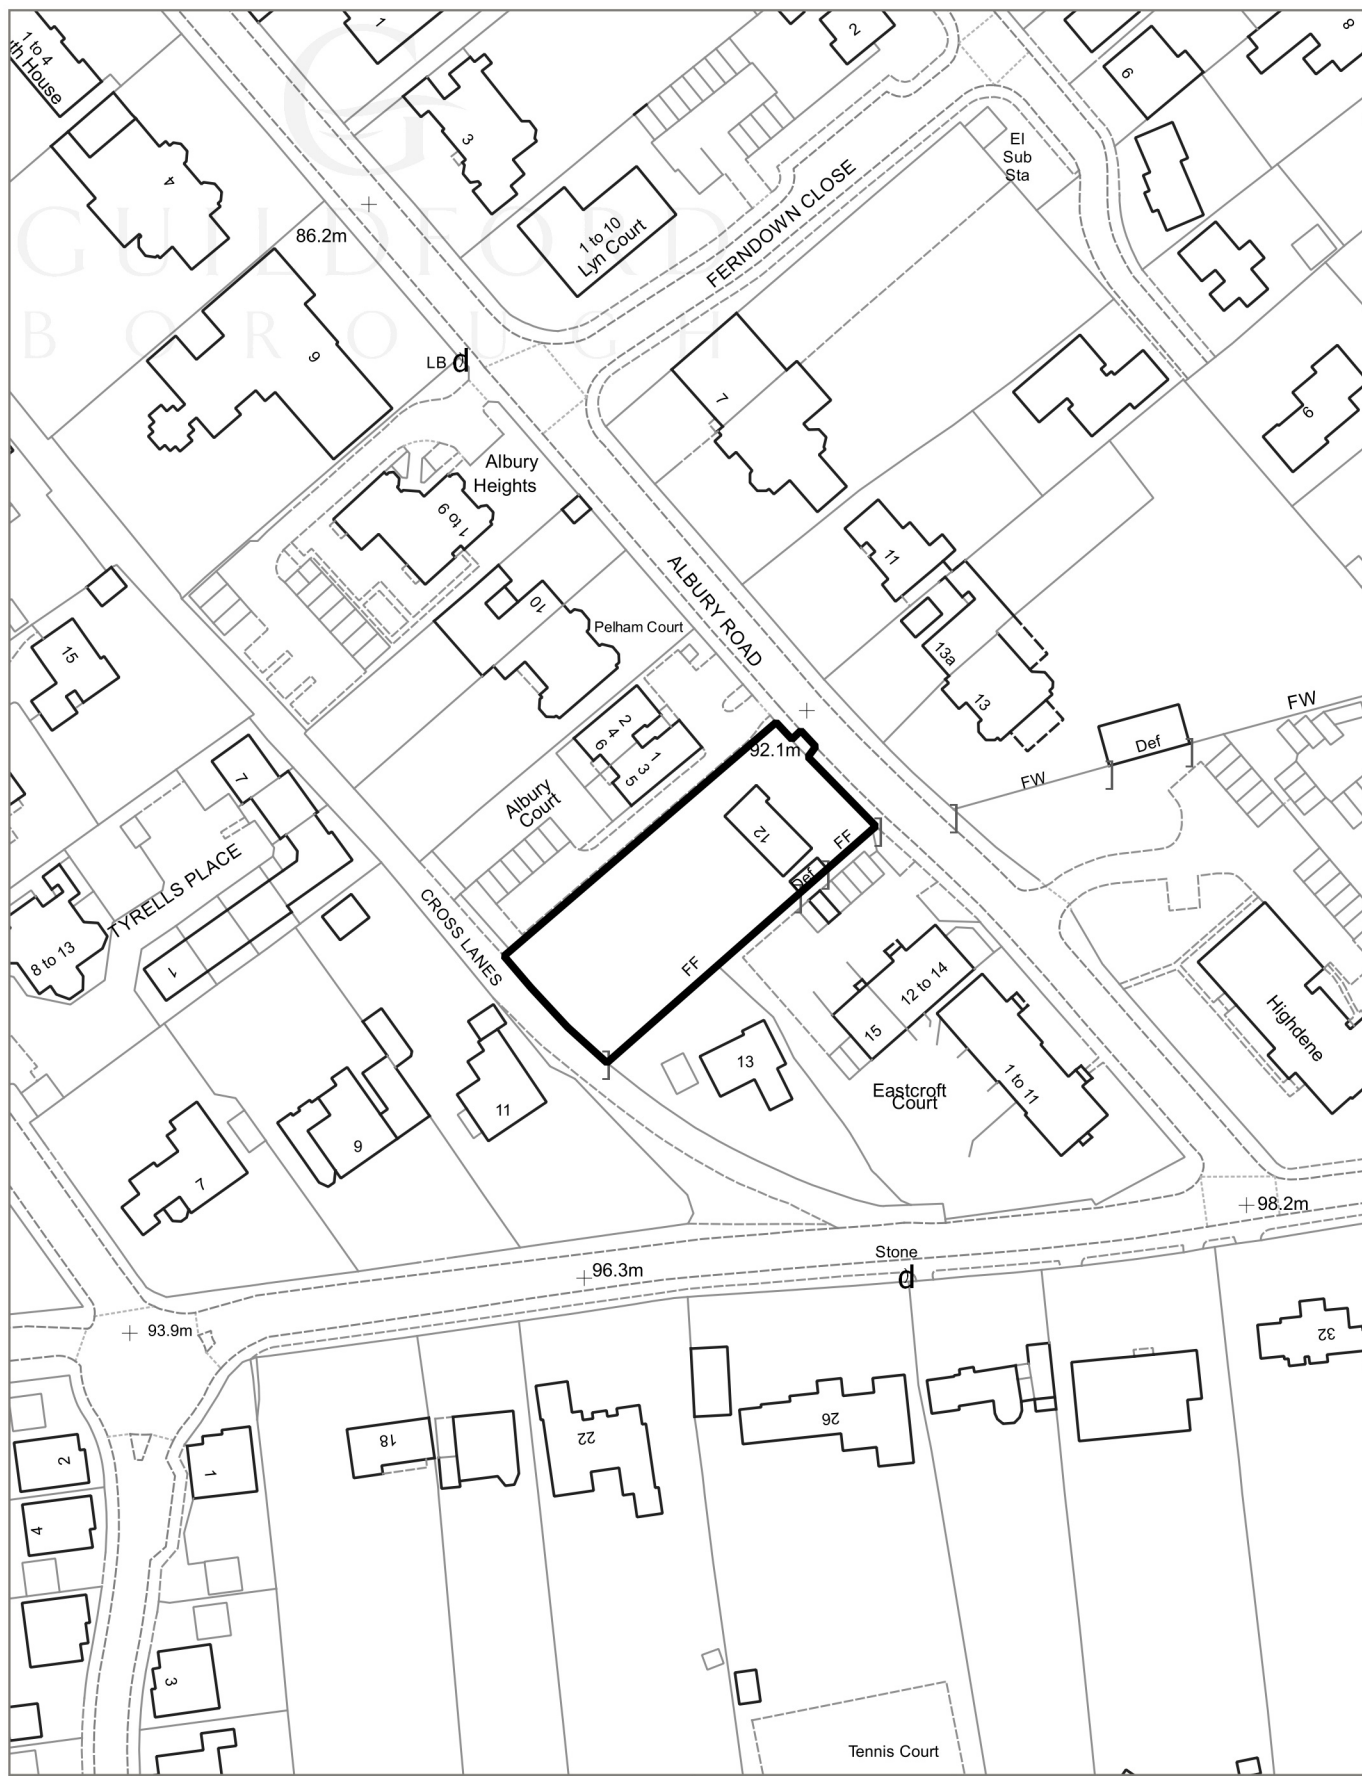 1 to 4
th House
1
2
6
8
3
4
El
Sub
Sta
GUILDFORD
BOROUGH
86.2m
1 to 10
Lyn Court
FERNDOWN CLOSE
LB
d
9
7
9
Albury
Heights
1 to 9
ALBURY ROAD
11
10
Pelham Court
13a
13
15
2
4
6
1
3
5
92.1m
FW
Def
FW
7
Albury
Court
12
FF
Def
TYRELLS PLACE
CROSS LANES
8 to 13
1
FF
12 to 14
15
Highdene
13
1 to 11
Eastcroft
Court
11
9
7
98.2m
Stone
d
96.3m
93.9m
32
2
1
18
22
26
4
3
Tennis Court